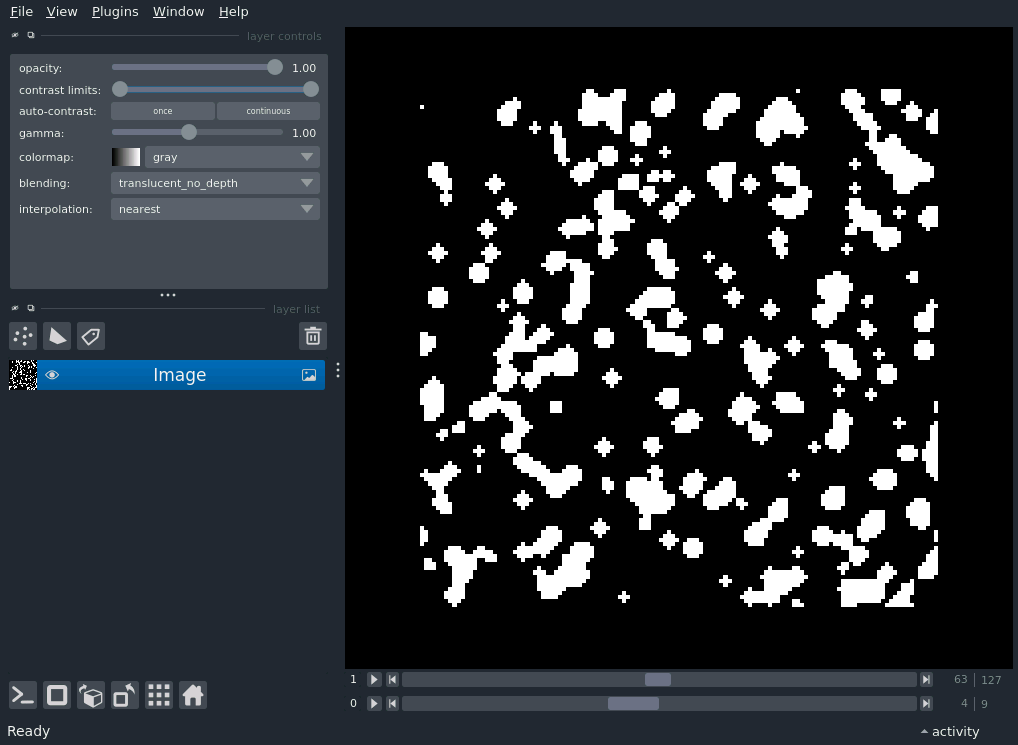 File View Plugins Window Help
layer controls
opacity: 1.00
contrast limits:
auto-contrast: once continuous
gamma: 1.00
colormap: gray
blending: translucent_no_depth
interpolation: nearest
layer list
Image
1 63 127
0 4 9
Ready activity